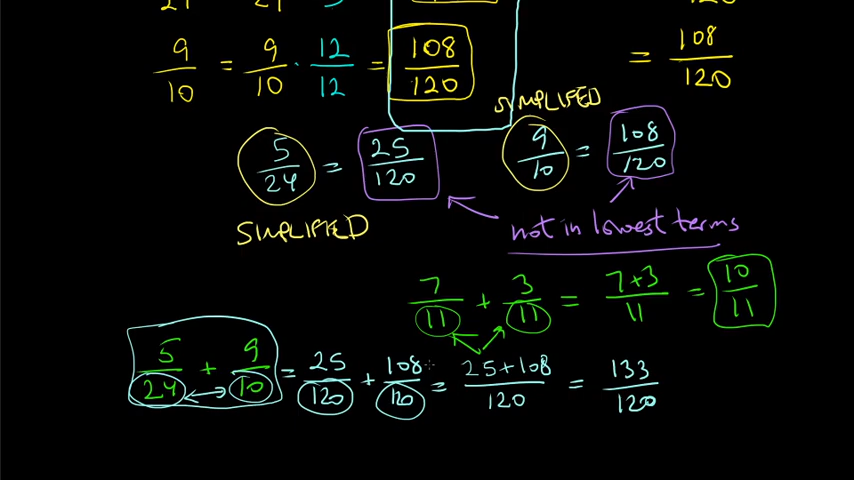 9/10 = 9/10 · 12/12 = 108/120 = 108/120
SIMPLIFED
5/24 = 25/120 9/10 = 108/120
SIMPLIFIED
not in lowest terms
7/11 + 3/11 = 7+3/11 = 10/11
5/24 + 9/10 = 25/120 + 108/120 = 25+108/120 = 133/120